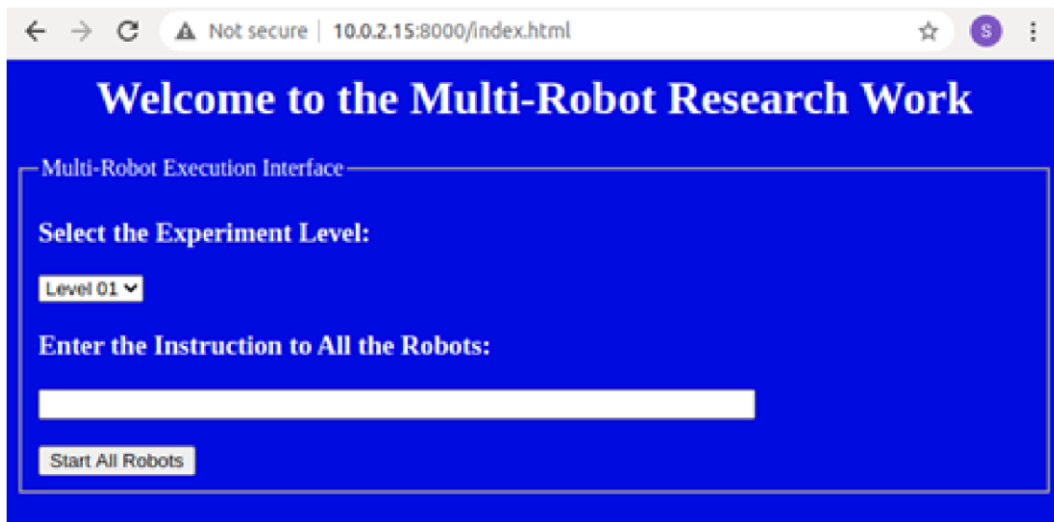 Not secure | 10.0.2.15:8000/index.html
S
Welcome to the Multi-Robot Research Work
Multi-Robot Execution Interface
Select the Experiment Level:
Level 01
Enter the Instruction to All the Robots:
Start All Robots